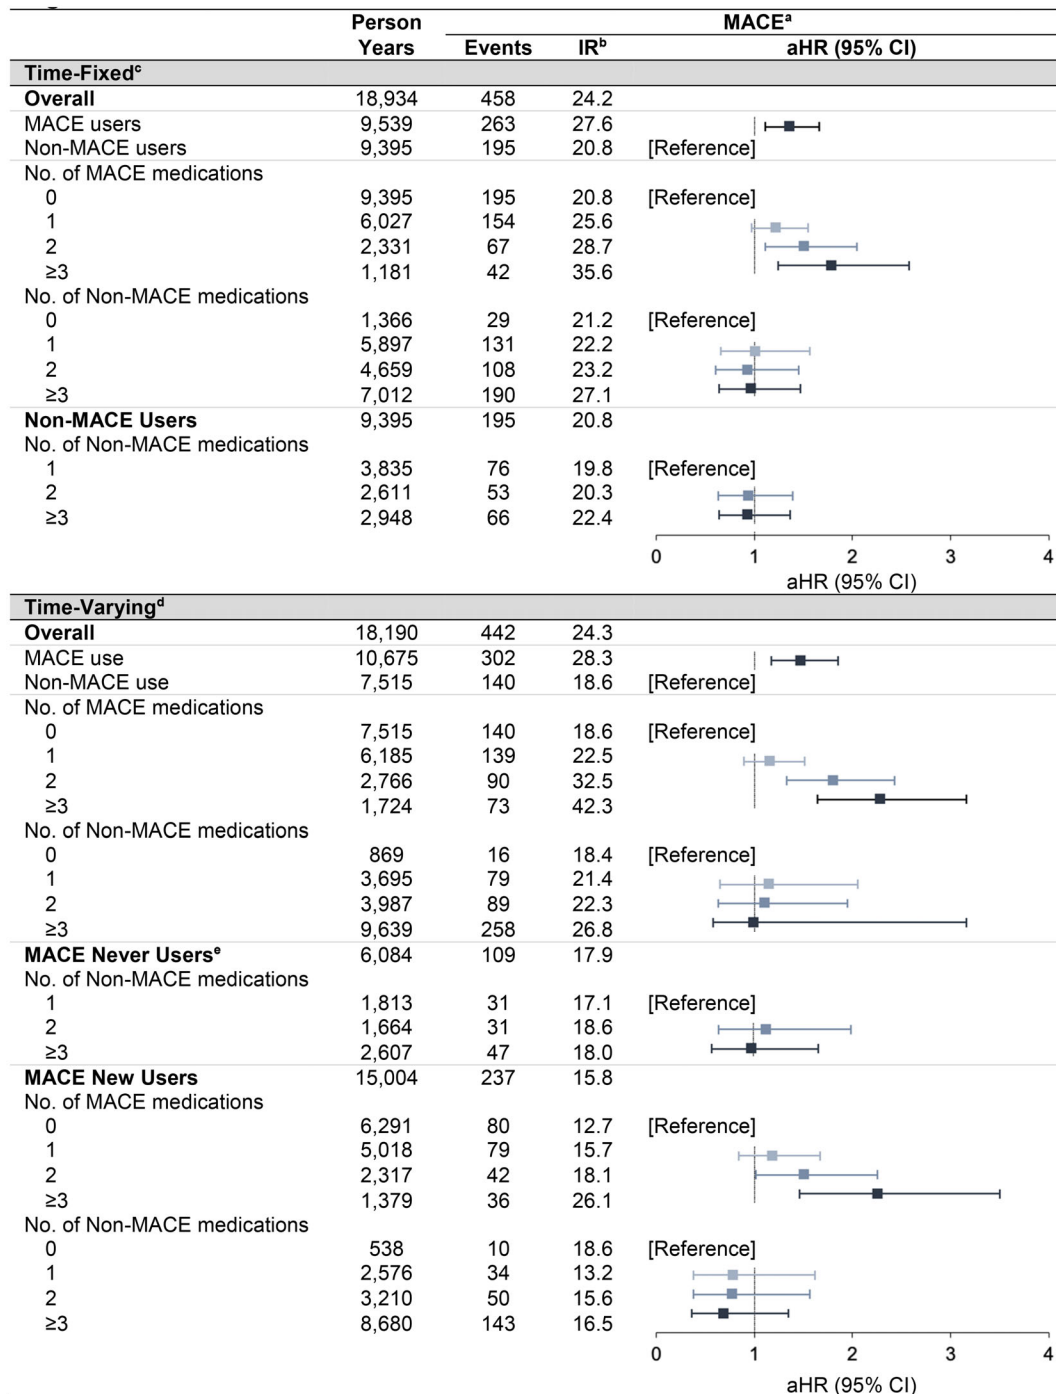 Person MACEᵃ
Years Events IRᵇ aHR (95% CI)
Time-Fixedᶜ
Overall 18,934 458 24.2
MACE users 9,539 263 27.6
Non-MACE users 9,395 195 20.8 [Reference]
No. of MACE medications
0 9,395 195 20.8 [Reference]
1 6,027 154 25.6
2 2,331 67 28.7
≥3 1,181 42 35.6
No. of Non-MACE medications
0 1,366 29 21.2 [Reference]
1 5,897 131 22.2
2 4,659 108 23.2
≥3 7,012 190 27.1
Non-MACE Users 9,395 195 20.8
No. of Non-MACE medications
1 3,835 76 19.8 [Reference]
2 2,611 53 20.3
≥3 2,948 66 22.4
0 1 2 3 4
aHR (95% CI)
Time-Varyingᵈ
Overall 18,190 442 24.3
MACE use 10,675 302 28.3
Non-MACE use 7,515 140 18.6 [Reference]
No. of MACE medications
0 7,515 140 18.6 [Reference]
1 6,185 139 22.5
2 2,766 90 32.5
≥3 1,724 73 42.3
No. of Non-MACE medications
0 869 16 18.4 [Reference]
1 3,695 79 21.4
2 3,987 89 22.3
≥3 9,639 258 26.8
MACE Never Usersᵉ 6,084 109 17.9
No. of Non-MACE medications
1 1,813 31 17.1 [Reference]
2 1,664 31 18.6
≥3 2,607 47 18.0
MACE New Users 15,004 237 15.8
No. of MACE medications
0 6,291 80 12.7 [Reference]
1 5,018 79 15.7
2 2,317 42 18.1
≥3 1,379 36 26.1
No. of Non-MACE medications
0 538 10 18.6 [Reference]
1 2,576 34 13.2
2 3,210 50 15.6
≥3 8,680 143 16.5
0 1 2 3 4
aHR (95% CI)